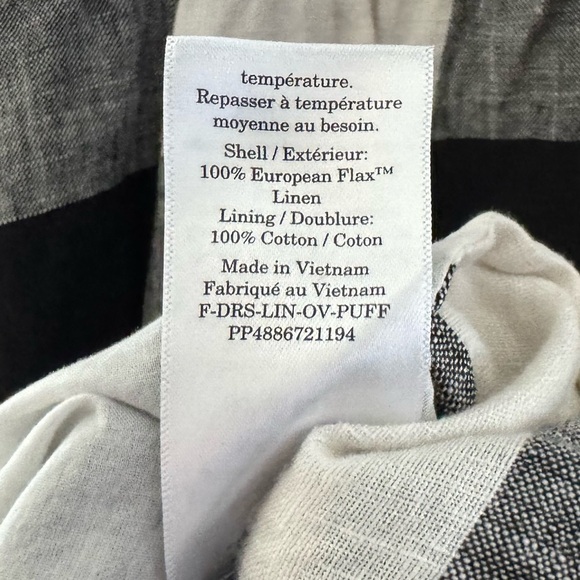 température.
Repasser à température
moyenne au besoin.
Shell / Extérieur:
100% European Flax™
Linen
Lining / Doublure:
100% Cotton / Coton
Made in Vietnam
Fabriqué au Vietnam
F-DRS-LIN-OV-PUFF
PP4886721194